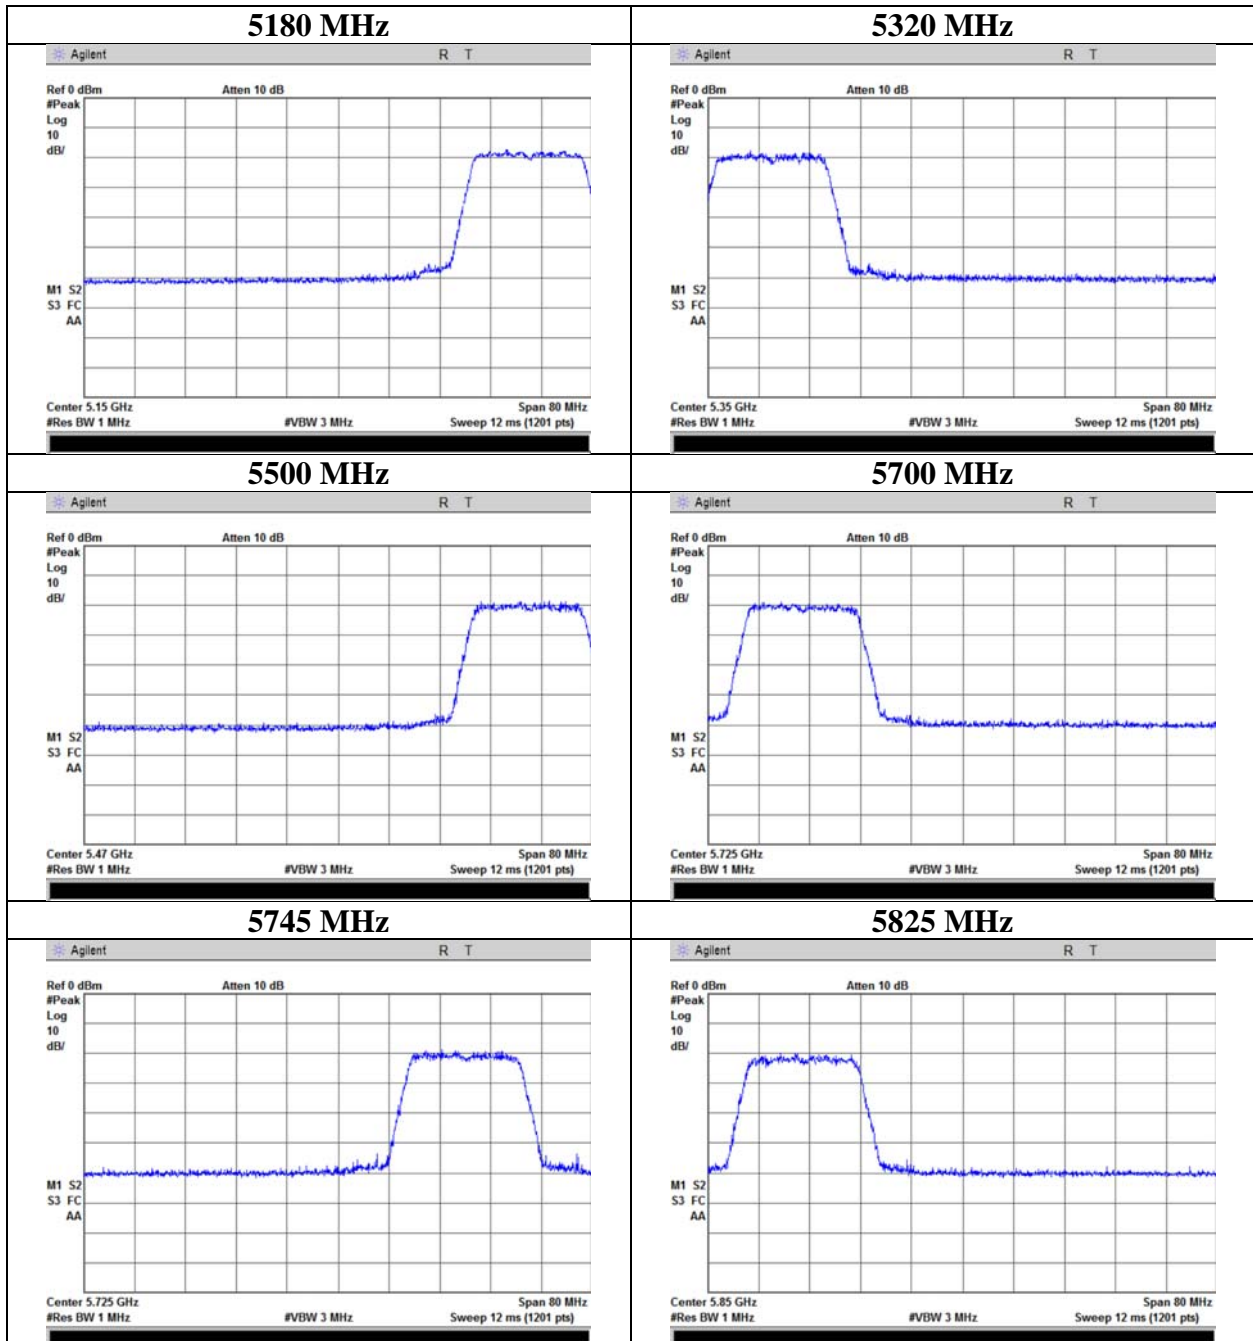 5180 MHz
Agilent R T
Ref 0 dBm Atten 10 dB
#Peak
Log
10
dB/
M1 S2
S3 FC
AA
Center 5.15 GHz Span 80 MHz
#Res BW 1 MHz #VBW 3 MHz Sweep 12 ms (1201 pts)
5320 MHz
Agilent R T
Ref 0 dBm Atten 10 dB
#Peak
Log
10
dB/
M1 S2
S3 FC
AA
Center 5.35 GHz Span 80 MHz
#Res BW 1 MHz #VBW 3 MHz Sweep 12 ms (1201 pts)
5500 MHz
Agilent R T
Ref 0 dBm Atten 10 dB
#Peak
Log
10
dB/
M1 S2
S3 FC
AA
Center 5.47 GHz Span 80 MHz
#Res BW 1 MHz #VBW 3 MHz Sweep 12 ms (1201 pts)
5700 MHz
Agilent R T
Ref 0 dBm Atten 10 dB
#Peak
Log
10
dB/
M1 S2
S3 FC
AA
Center 5.725 GHz Span 80 MHz
#Res BW 1 MHz #VBW 3 MHz Sweep 12 ms (1201 pts)
5745 MHz
Agilent R T
Ref 0 dBm Atten 10 dB
#Peak
Log
10
dB/
M1 S2
S3 FC
AA
Center 5.725 GHz Span 80 MHz
#Res BW 1 MHz #VBW 3 MHz Sweep 12 ms (1201 pts)
5825 MHz
Agilent R T
Ref 0 dBm Atten 10 dB
#Peak
Log
10
dB/
M1 S2
S3 FC
AA
Center 5.85 GHz Span 80 MHz
#Res BW 1 MHz #VBW 3 MHz Sweep 12 ms (1201 pts)